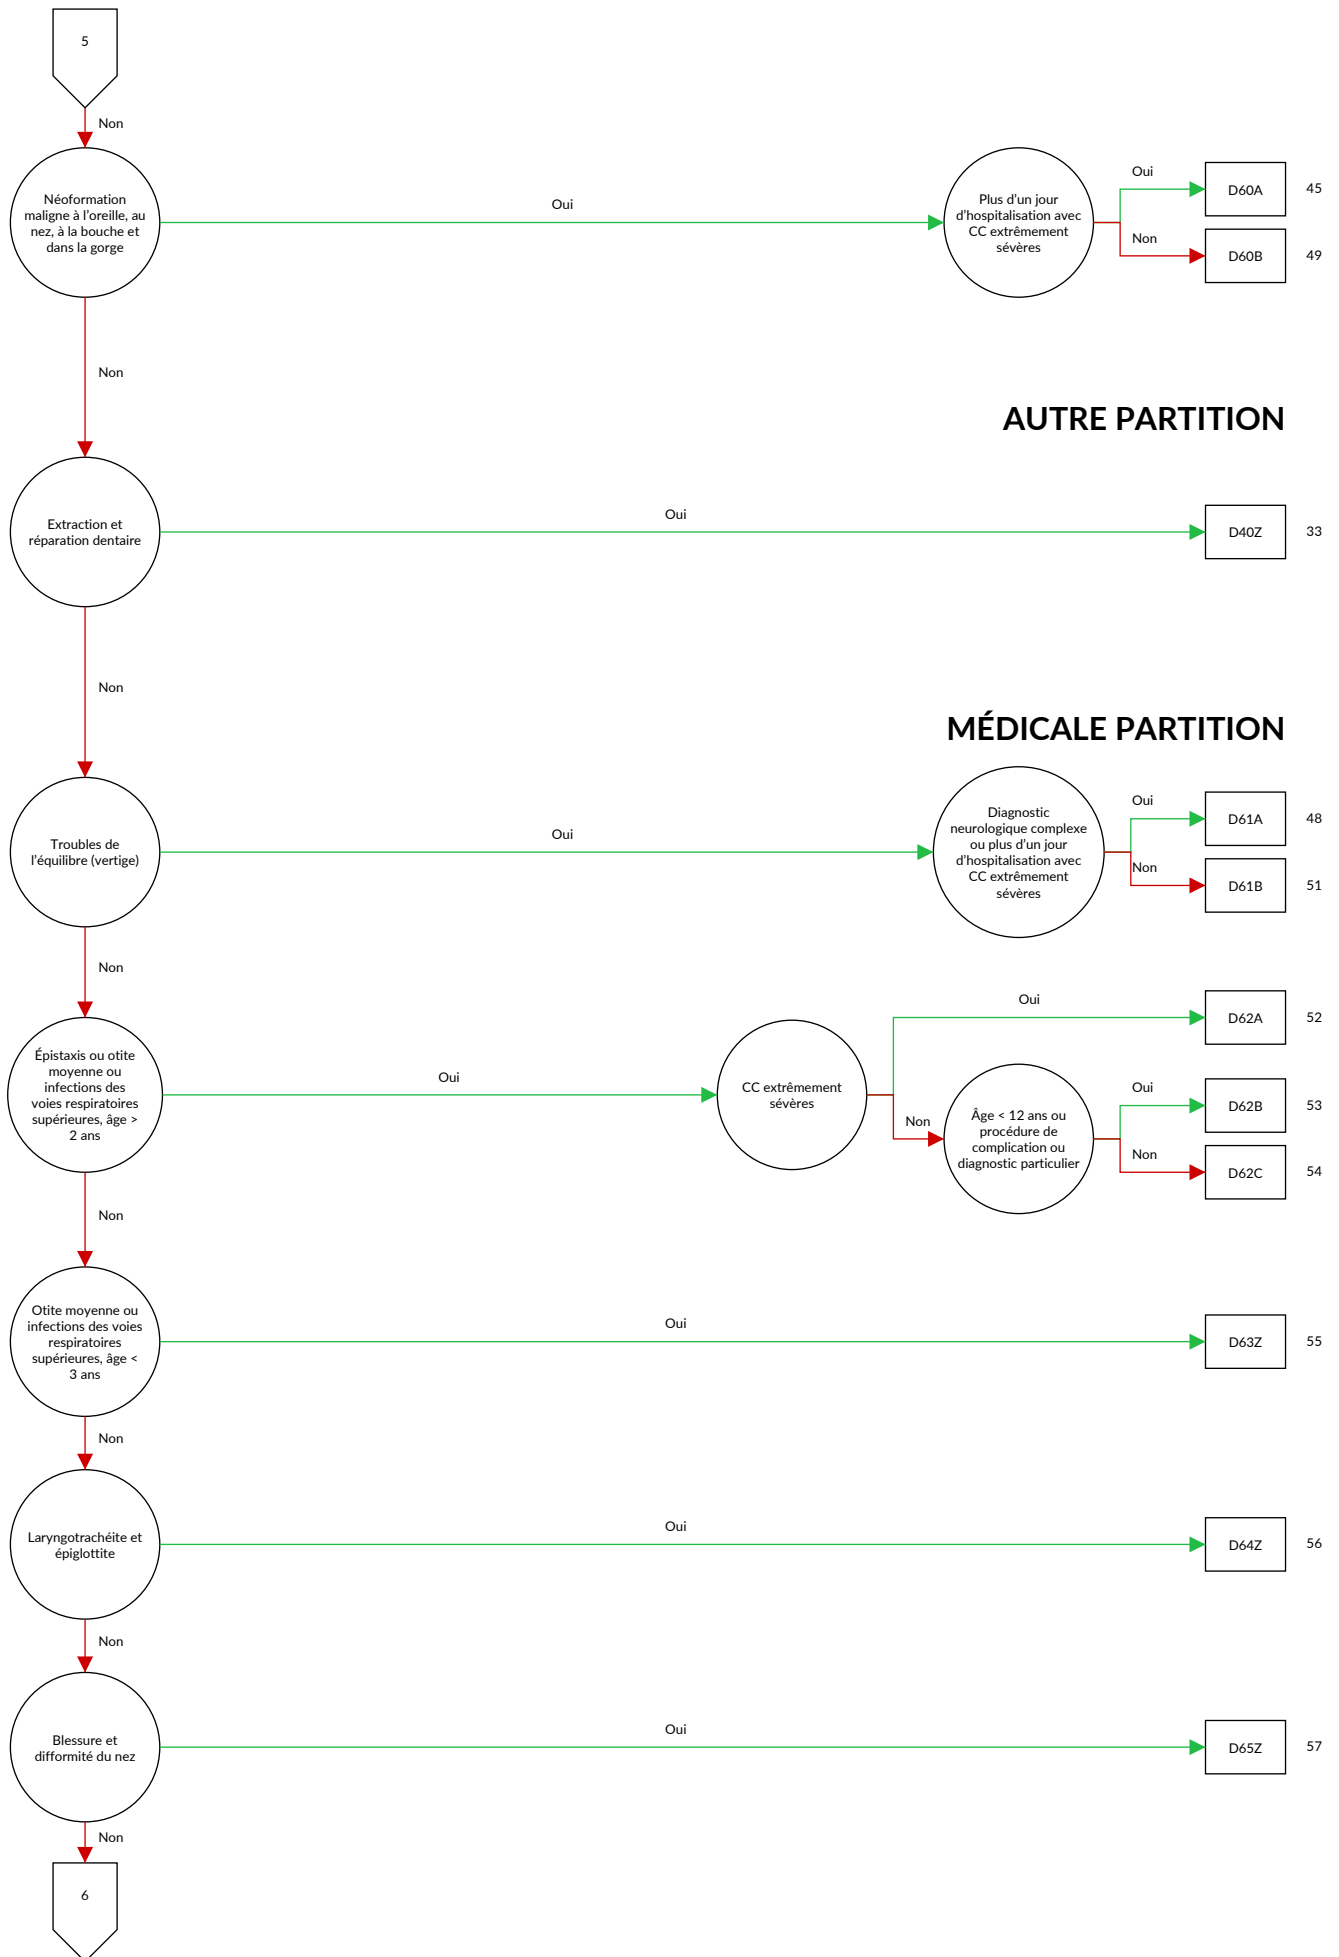 5
Non
Néoformation
maligne à l'oreille, au
nez, à la bouche et
dans la gorge
Oui
Plus d'un jour
d'hospitalisation avec
CC extrêmement
sévères
Oui
D60A
45
Non
D60B
49
Non
AUTRE PARTITION
Extraction et
réparation dentaire
Oui
D40Z
33
Non
MÉDICALE PARTITION
Troubles de
l'équilibre (vertige)
Oui
Diagnostic
neurologique complexe
ou plus d'un jour
d'hospitalisation avec
CC extrêmement
sévères
Oui
D61A
48
Non
D61B
51
Non
Épistaxis ou otite
moyenne ou
infections des
voies respiratoires
supérieures, âge >
2 ans
Oui
CC extrêmement
sévères
Oui
D62A
52
Non
Âge < 12 ans ou
procédure de
complication ou
diagnostic particulier
Oui
D62B
53
Non
D62C
54
Non
Otite moyenne ou
infections des voies
respiratoires
supérieures, âge <
3 ans
Oui
D63Z
55
Non
Laryngotrachéite et
épiglottite
Oui
D64Z
56
Non
Blessure et
difformité du nez
Oui
D65Z
57
Non
6